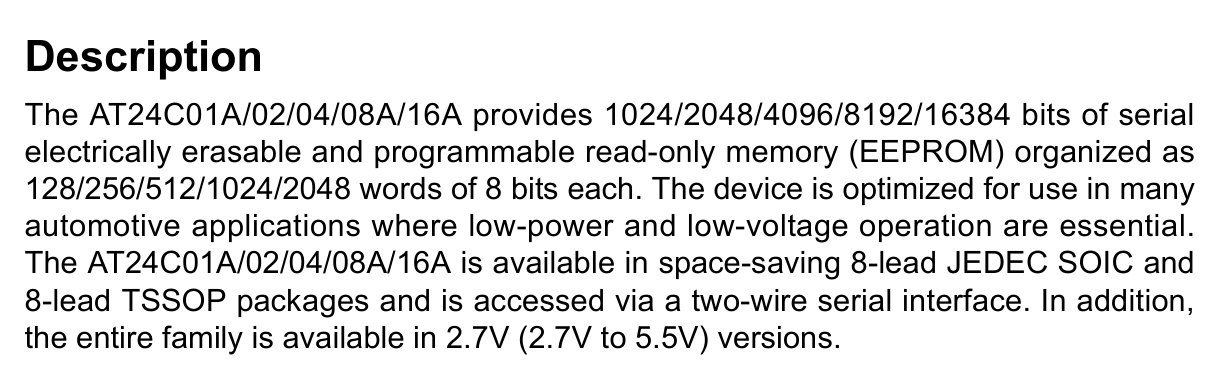 Description
The AT24C01A/02/04/08A/16A provides 1024/2048/4096/8192/16384 bits of serial
electrically erasable and programmable read-only memory (EEPROM) organized as
128/256/512/1024/2048 words of 8 bits each. The device is optimized for use in many
automotive applications where low-power and low-voltage operation are essential.
The AT24C01A/02/04/08A/16A is available in space-saving 8-lead JEDEC SOIC and
8-lead TSSOP packages and is accessed via a two-wire serial interface. In addition,
the entire family is available in 2.7V (2.7V to 5.5V) versions.